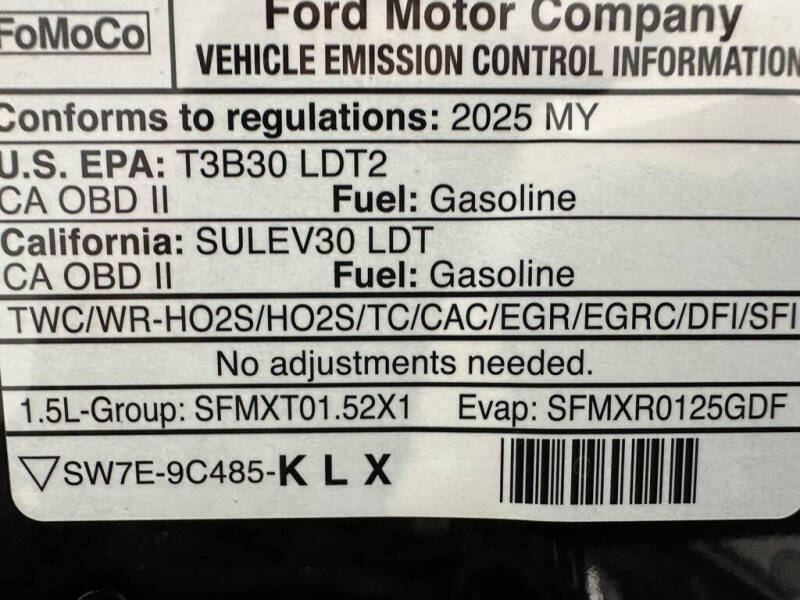 FoMoCo
Ford Motor Company
VEHICLE EMISSION CONTROL INFORMATION
Conforms to regulations: 2025 MY
U.S. EPA: T3B30 LDT2
CA OBD II Fuel: Gasoline
California: SULEV30 LDT
CA OBD II Fuel: Gasoline
TWC/WR-HO2S/HO2S/TC/CAC/EGR/EGRC/DFI/SFI
No adjustments needed.
1.5L-Group: SFMXT01.52X1 Evap: SFMXR0125GDF
SW7E-9C485-K L X